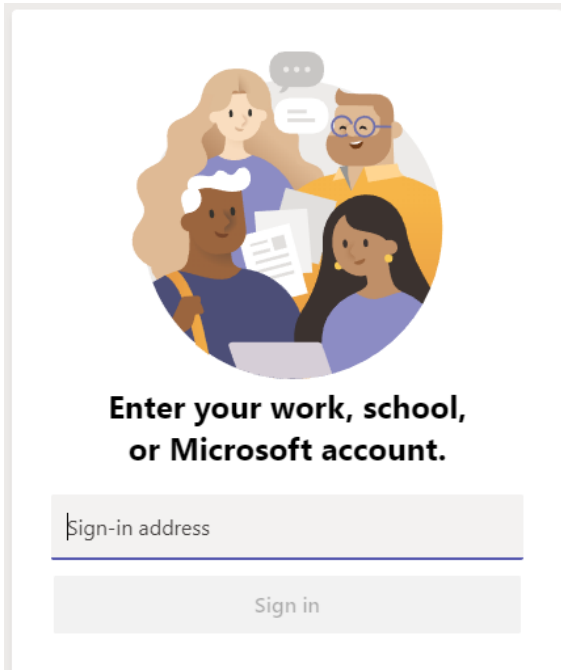 Enter your work, school,
or Microsoft account.
Sign-in address
Sign in